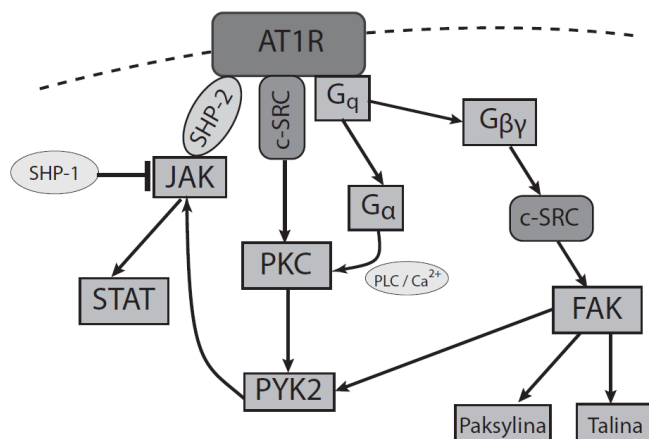 AT1R
SHP-2
c-SRC
Gq
Gβγ
SHP-1
JAK
Gα
c-SRC
PKC
PLC / Ca²⁺
STAT
FAK
PYK2
Paksylina
Talina